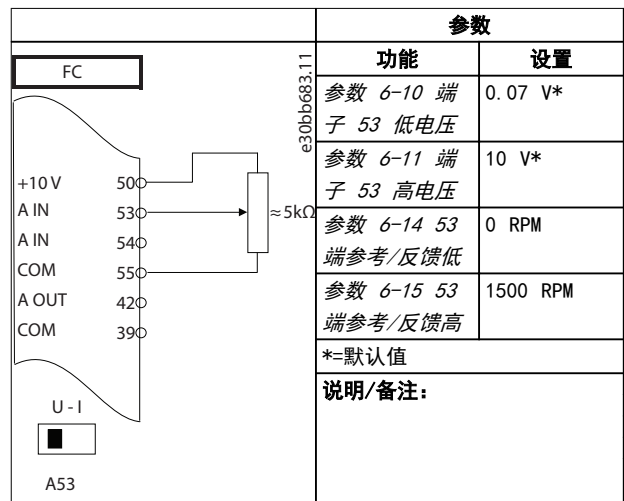 参数
功能 设置
参数 6-10 端
子 53 低电压
0.07 V*
参数 6-11 端
子 53 高电压
10 V*
参数 6-14 53
端参考/反馈低
0 RPM
参数 6-15 53
端参考/反馈高
1500 RPM
*=默认值
说明/备注：
FC
e30bb683.11
+10 V 50
A IN 53
≈5kΩ
A IN 54
COM 55
A OUT 42
COM 39
U - I
A53